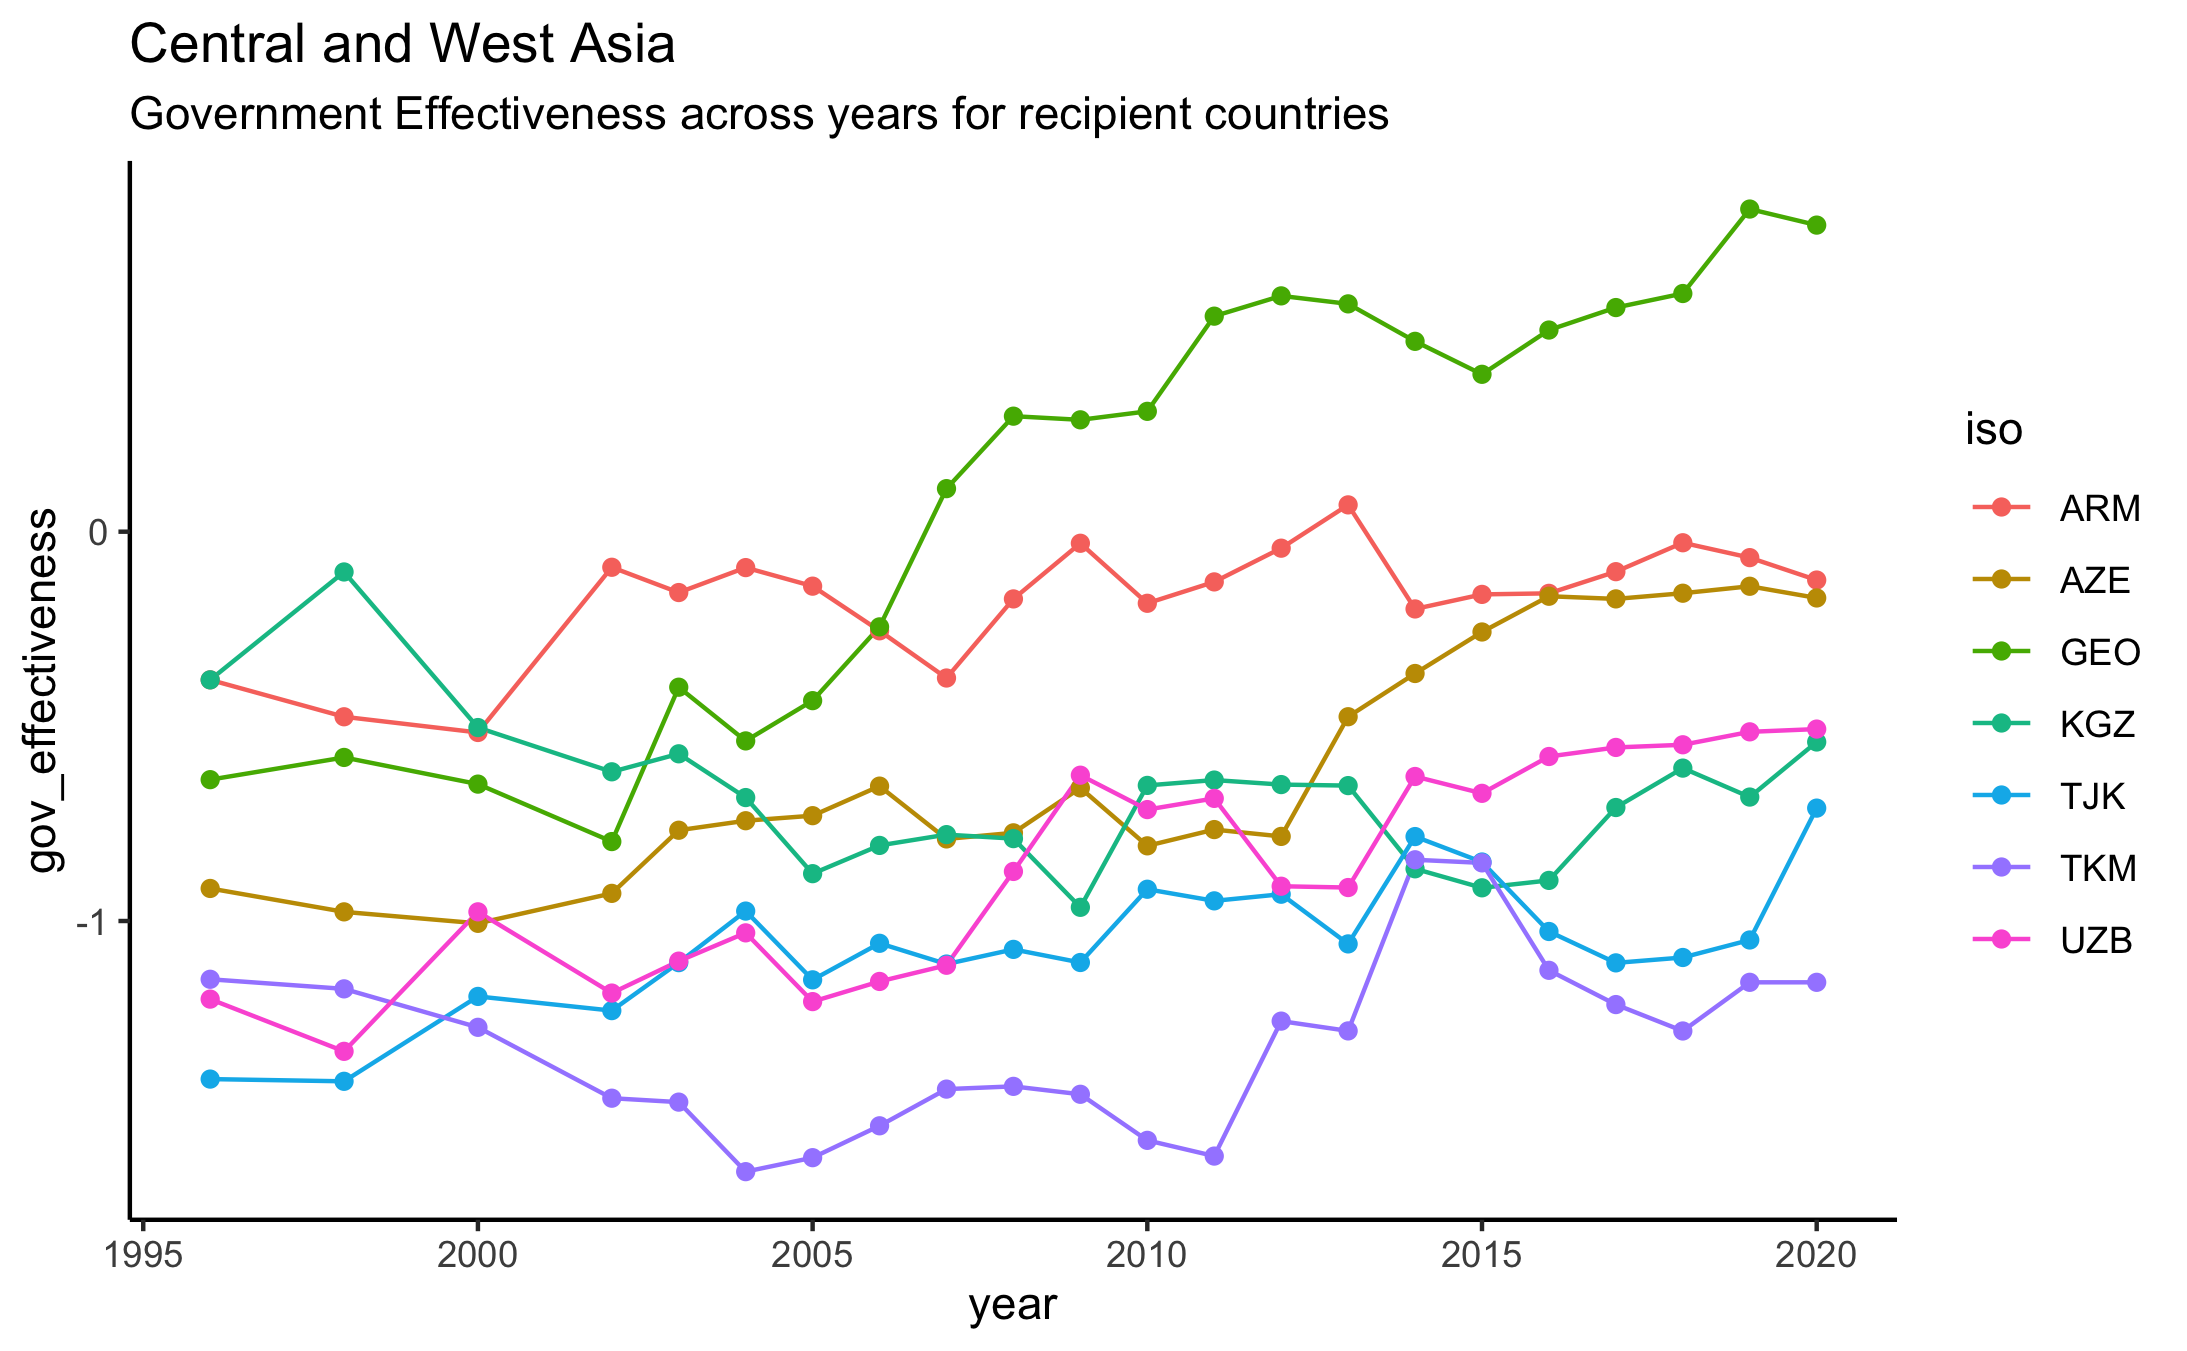 Central and West Asia
Government Effectiveness across years for recipient countries
gov_effectiveness
0
-1
1995 2000 2005 2010 2015 2020
year
iso
ARM
AZE
GEO
KGZ
TJK
TKM
UZB